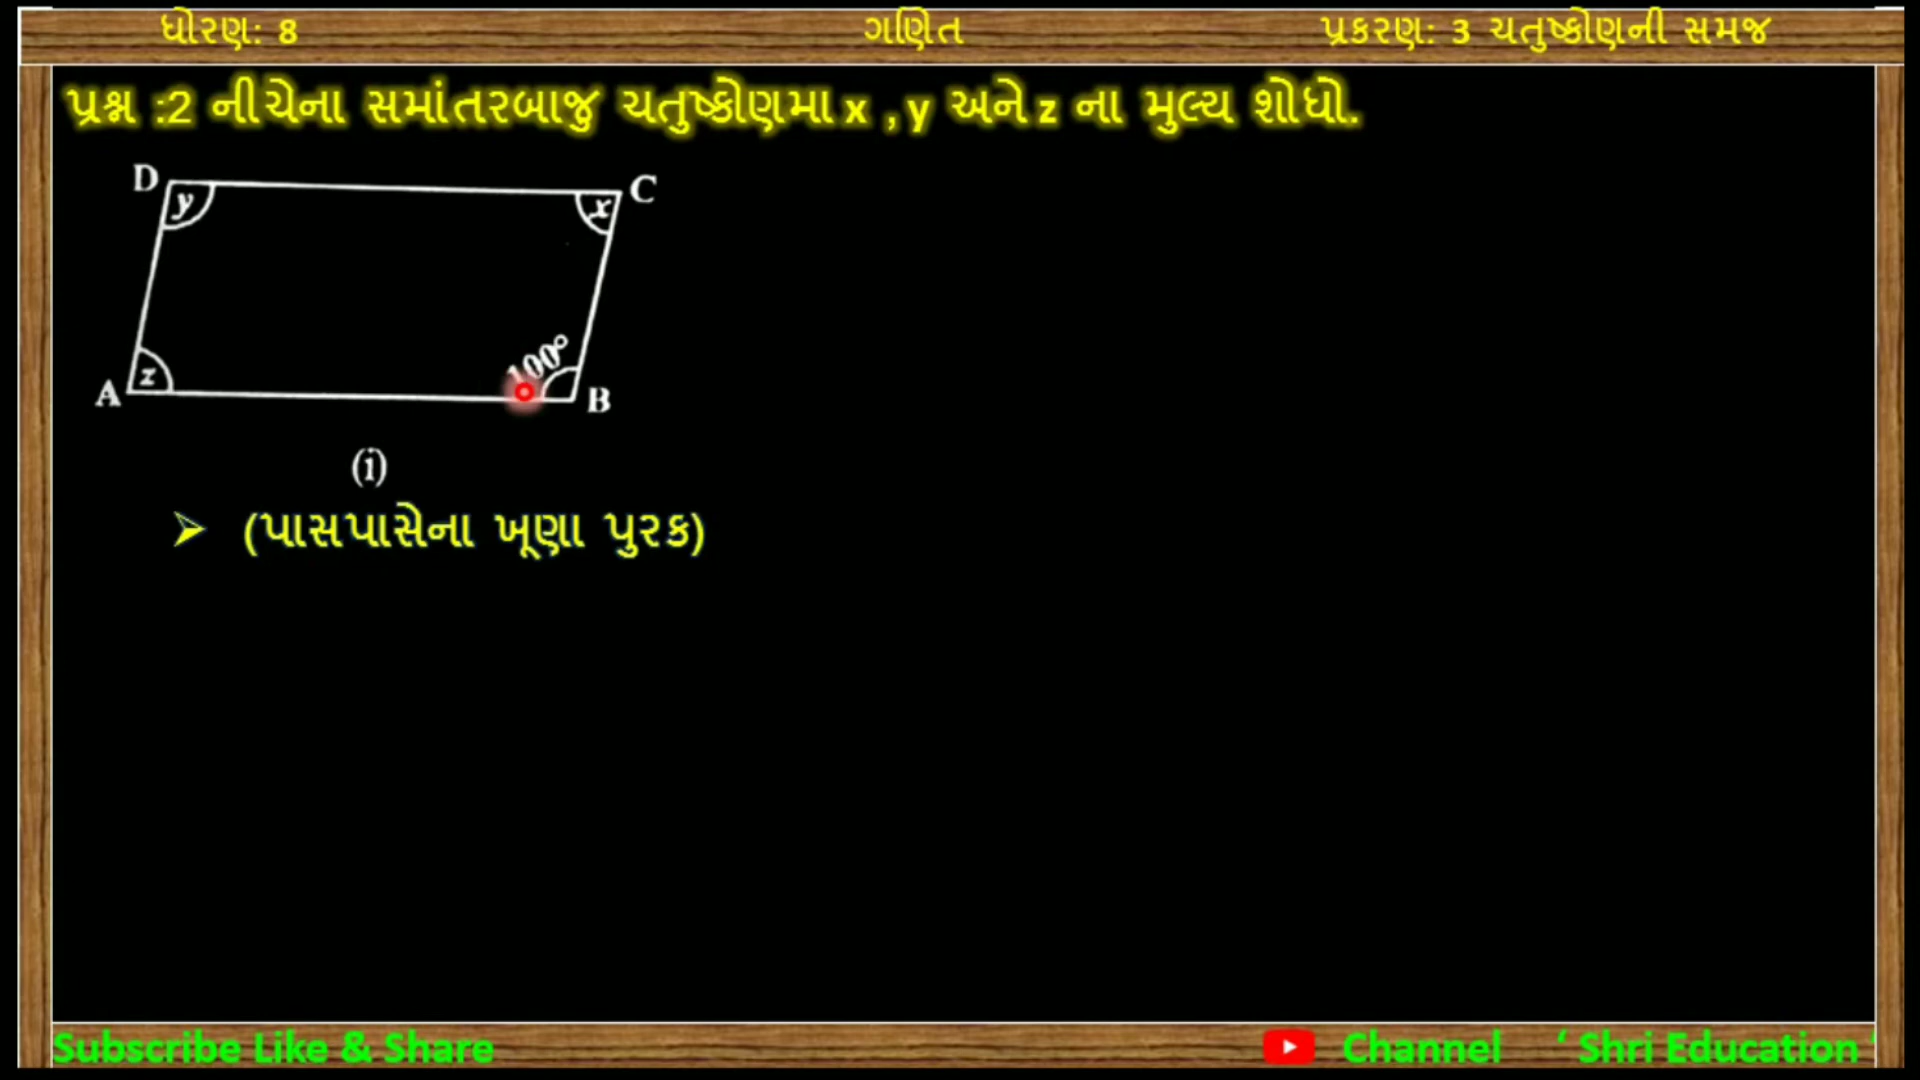 ધોરણ: 8 ગણિત પ્રકરણ: 3 ચતુષ્કોણની સમજ
પ્રશ્ન :2 નીચેના સમાંતરબાજુ ચતુષ્કોણમા x , y અને z ના મુલ્ય શોધો.
D C
y x
100°
z
A B
(i)
➢ (પાસપાસેના ખૂણા પુરક)
Subscribe Like & Share Channel ‘ Shri Education ‘